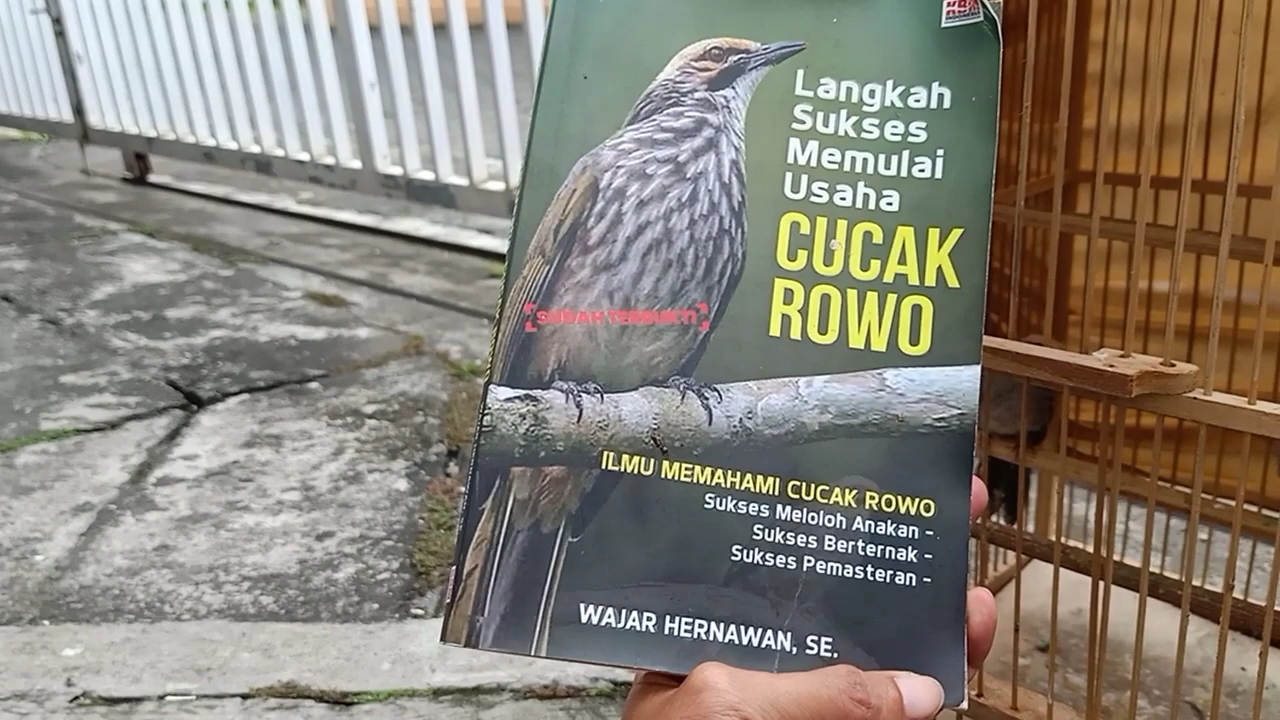 KBM
Langkah
Sukses
Memulai
Usaha
CUCAK
ROWO
[SUDAH TERBUKTI]
ILMU MEMAHAMI CUCAK ROWO
Sukses Meloloh Anakan -
Sukses Berternak -
Sukses Pemasteran -
WAJAR HERNAWAN, SE.